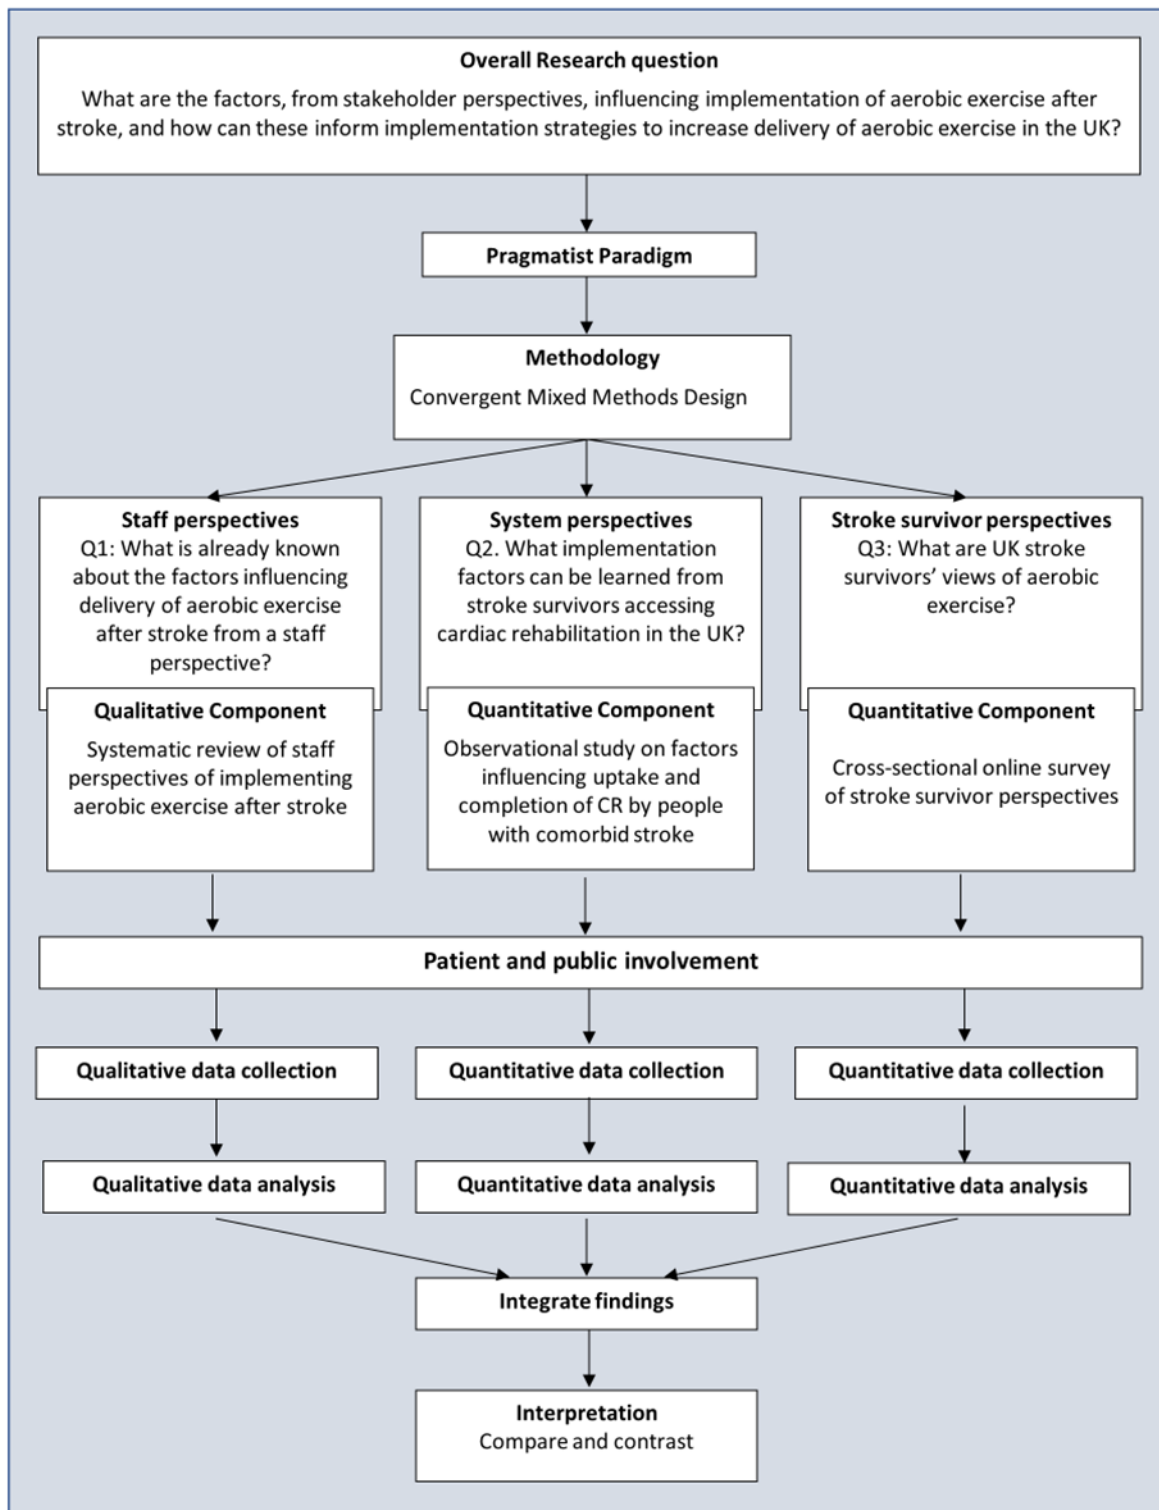 Overall Research question
What are the factors, from stakeholder perspectives, influencing implementation of aerobic exercise after
stroke, and how can these inform implementation strategies to increase delivery of aerobic exercise in the UK?
Pragmatist Paradigm
Methodology
Convergent Mixed Methods Design
Staff perspectives
Q1: What is already known
about the factors influencing
delivery of aerobic exercise
after stroke from a staff
perspective?
Qualitative Component
Systematic review of staff
perspectives of implementing
aerobic exercise after stroke
System perspectives
Q2. What implementation
factors can be learned from
stroke survivors accessing
cardiac rehabilitation in the UK?
Quantitative Component
Observational study on factors
influencing uptake and
completion of CR by people
with comorbid stroke
Stroke survivor perspectives
Q3: What are UK stroke
survivors’ views of aerobic
exercise?
Quantitative Component
Cross-sectional online survey
of stroke survivor perspectives
Patient and public involvement
Qualitative data collection
Quantitative data collection
Quantitative data collection
Qualitative data analysis
Quantitative data analysis
Quantitative data analysis
Integrate findings
Interpretation
Compare and contrast